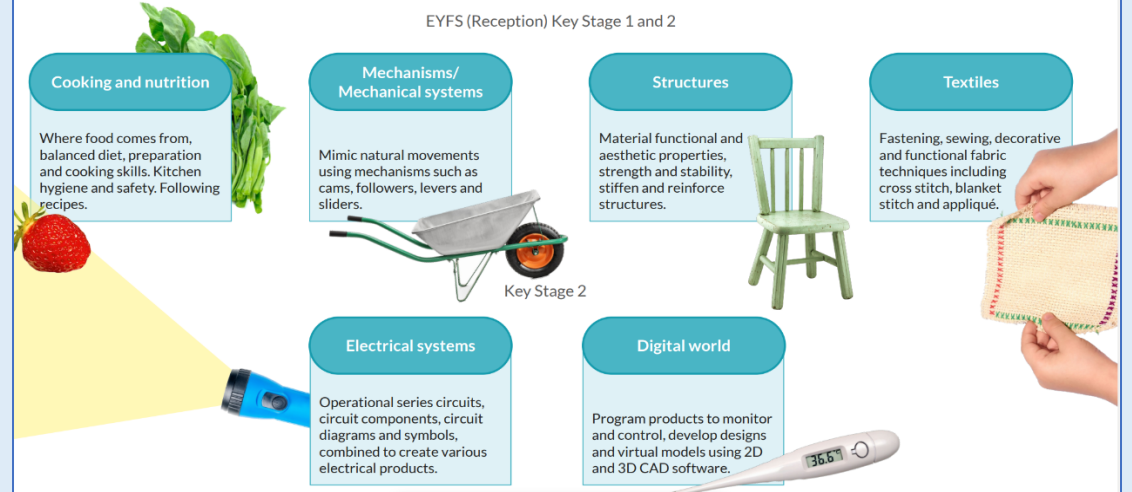 EYFS (Reception) Key Stage 1 and 2
Cooking and nutrition
Where food comes from,
balanced diet, preparation
and cooking skills. Kitchen
hygiene and safety. Following
recipes.
Mechanisms/
Mechanical systems
Mimic natural movements
using mechanisms such as
cams, followers, levers and
sliders.
Structures
Material functional and
aesthetic properties,
strength and stability,
stiffen and reinforce
structures.
Textiles
Fastening, sewing, decorative
and functional fabric
techniques including
cross stitch, blanket
stitch and appliqué.
Key Stage 2
Electrical systems
Operational series circuits,
circuit components, circuit
diagrams and symbols,
combined to create various
electrical products.
Digital world
Program products to monitor
and control, develop designs
and virtual models using 2D
and 3D CAD software.
36.6°